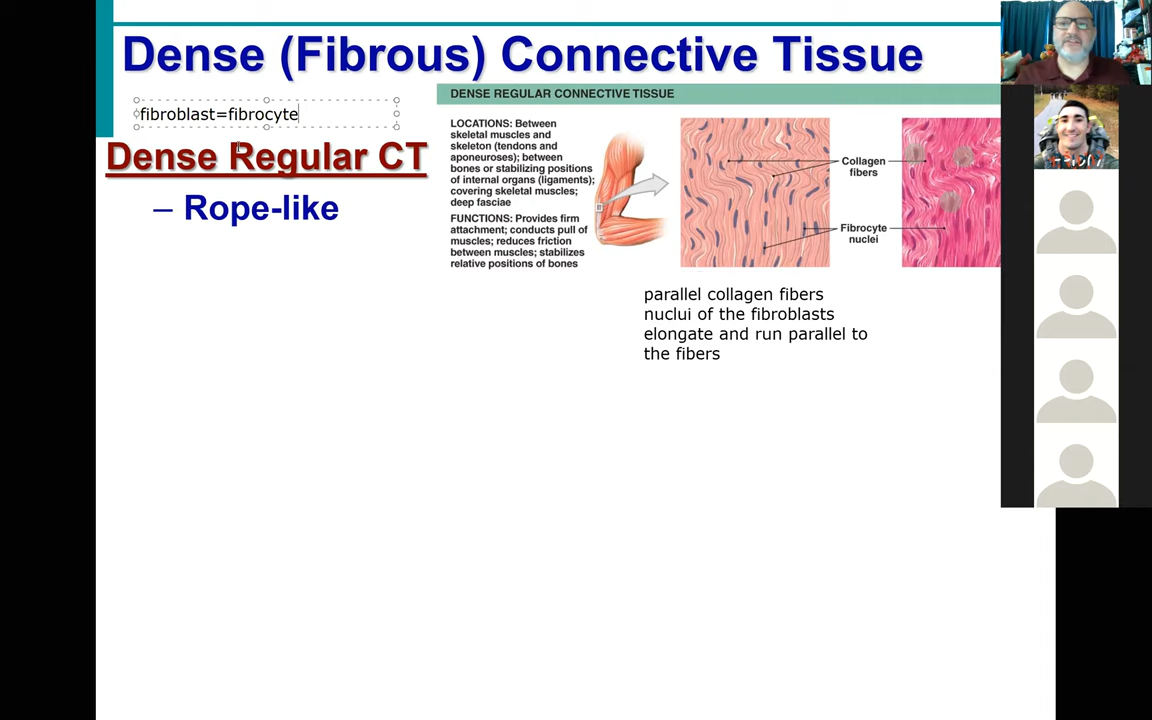 Dense (Fibrous) Connective Tissue
fibroblast=fibrocyte
Dense Regular CT
– Rope-like
DENSE REGULAR CONNECTIVE TISSUE
LOCATIONS: Between
skeletal muscles and
skeleton (tendons and
aponeuroses); between
bones or stabilizing positions
of internal organs (ligaments);
covering skeletal muscles;
deep fasciae
FUNCTIONS: Provides firm
attachment; conducts pull of
muscles; reduces friction
between muscles; stabilizes
relative positions of bones
Collagen
fibers
Fibrocyte
nuclei
parallel collagen fibers
nuclui of the fibroblasts
elongate and run parallel to
the fibers